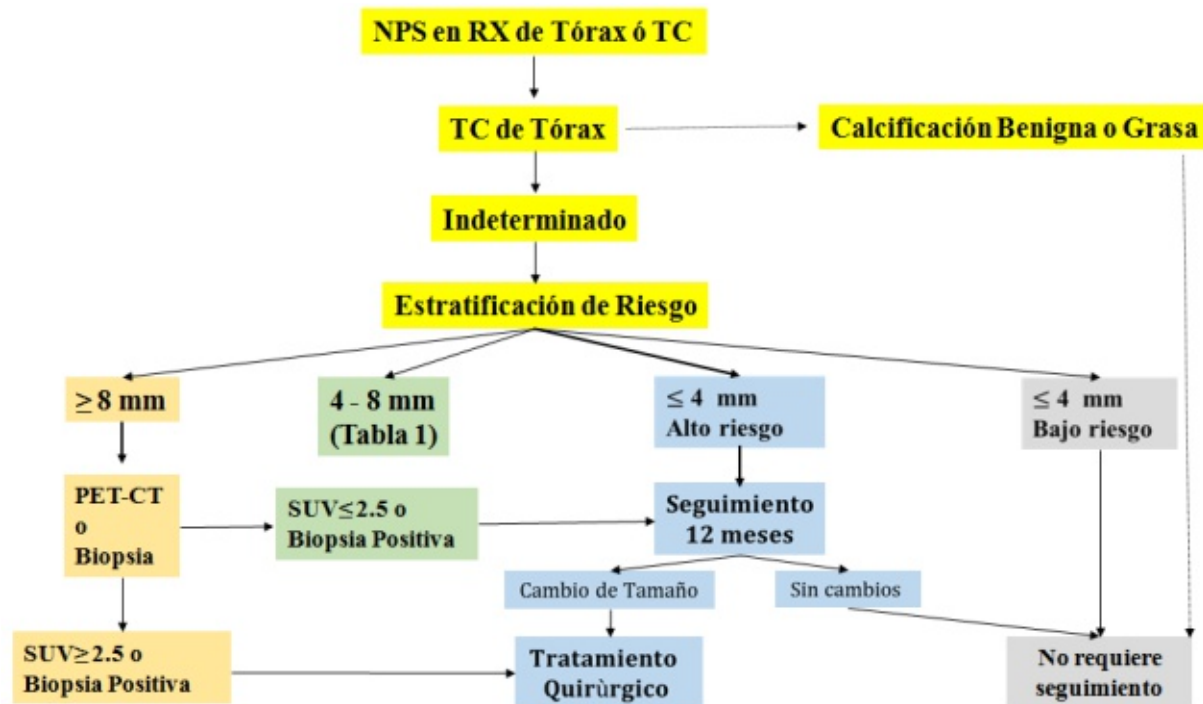 NPS en RX de Tórax ó TC
TC de Tórax
Calcificación Benigna o Grasa
Indeterminado
Estratificación de Riesgo
≥ 8 mm
4 - 8 mm
(Tabla 1)
≤ 4 mm
Alto riesgo
≤ 4 mm
Bajo riesgo
PET-CT
o
Biopsia
SUV≤2.5 o
Biopsia Positiva
Seguimiento
12 meses
Cambio de Tamaño
Sin cambios
SUV≥2.5 o
Biopsia Positiva
Tratamiento
Quirùrgico
No requiere
seguimiento